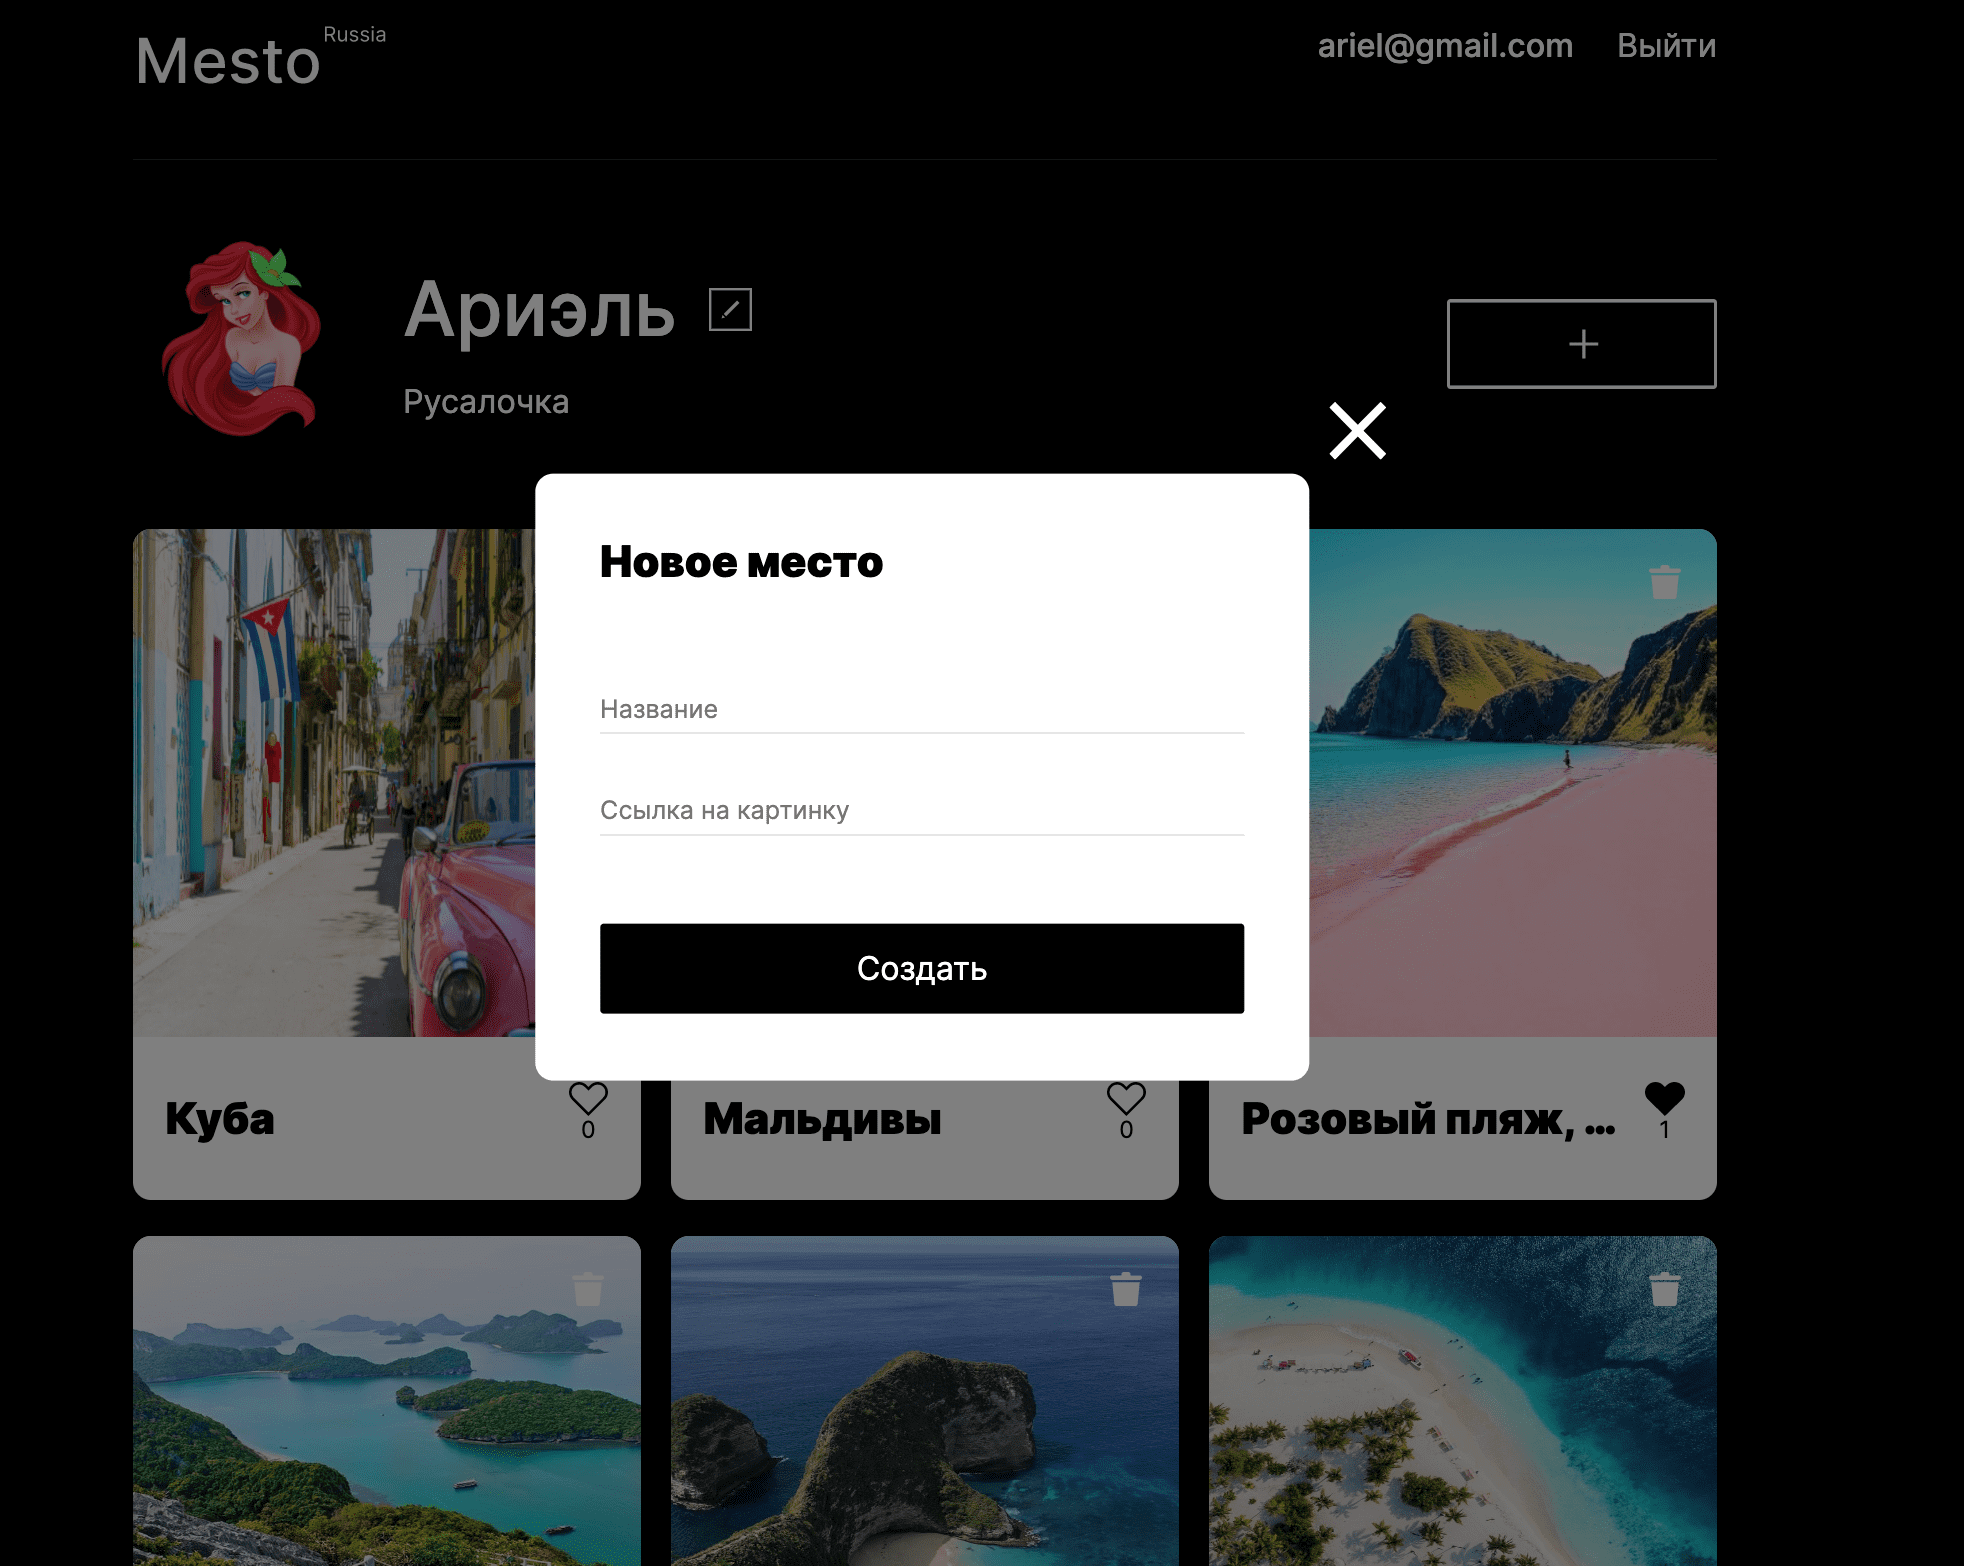 Mesto Russia
ariel@gmail.com Выйти
Ариэль
Русалочка
Новое место
Название
Ссылка на картинку
Создать
Куба
0
Мальдивы
0
Розовый пляж, ...
1